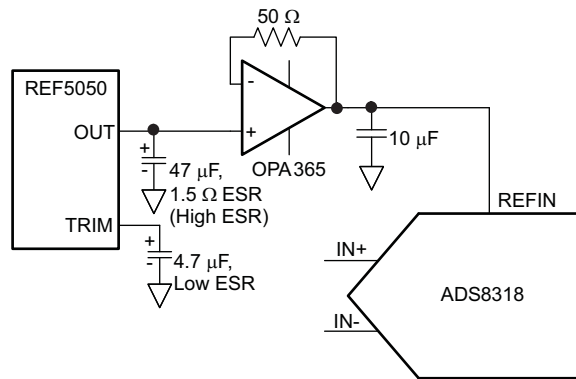 50 Ω
REF5050
OUT
-
+
OPA365
+
-
47 μF,
1.5 Ω ESR
(High ESR)
10 μF
REFIN
TRIM
+
-
4.7 μF,
Low ESR
IN+
ADS8318
IN-